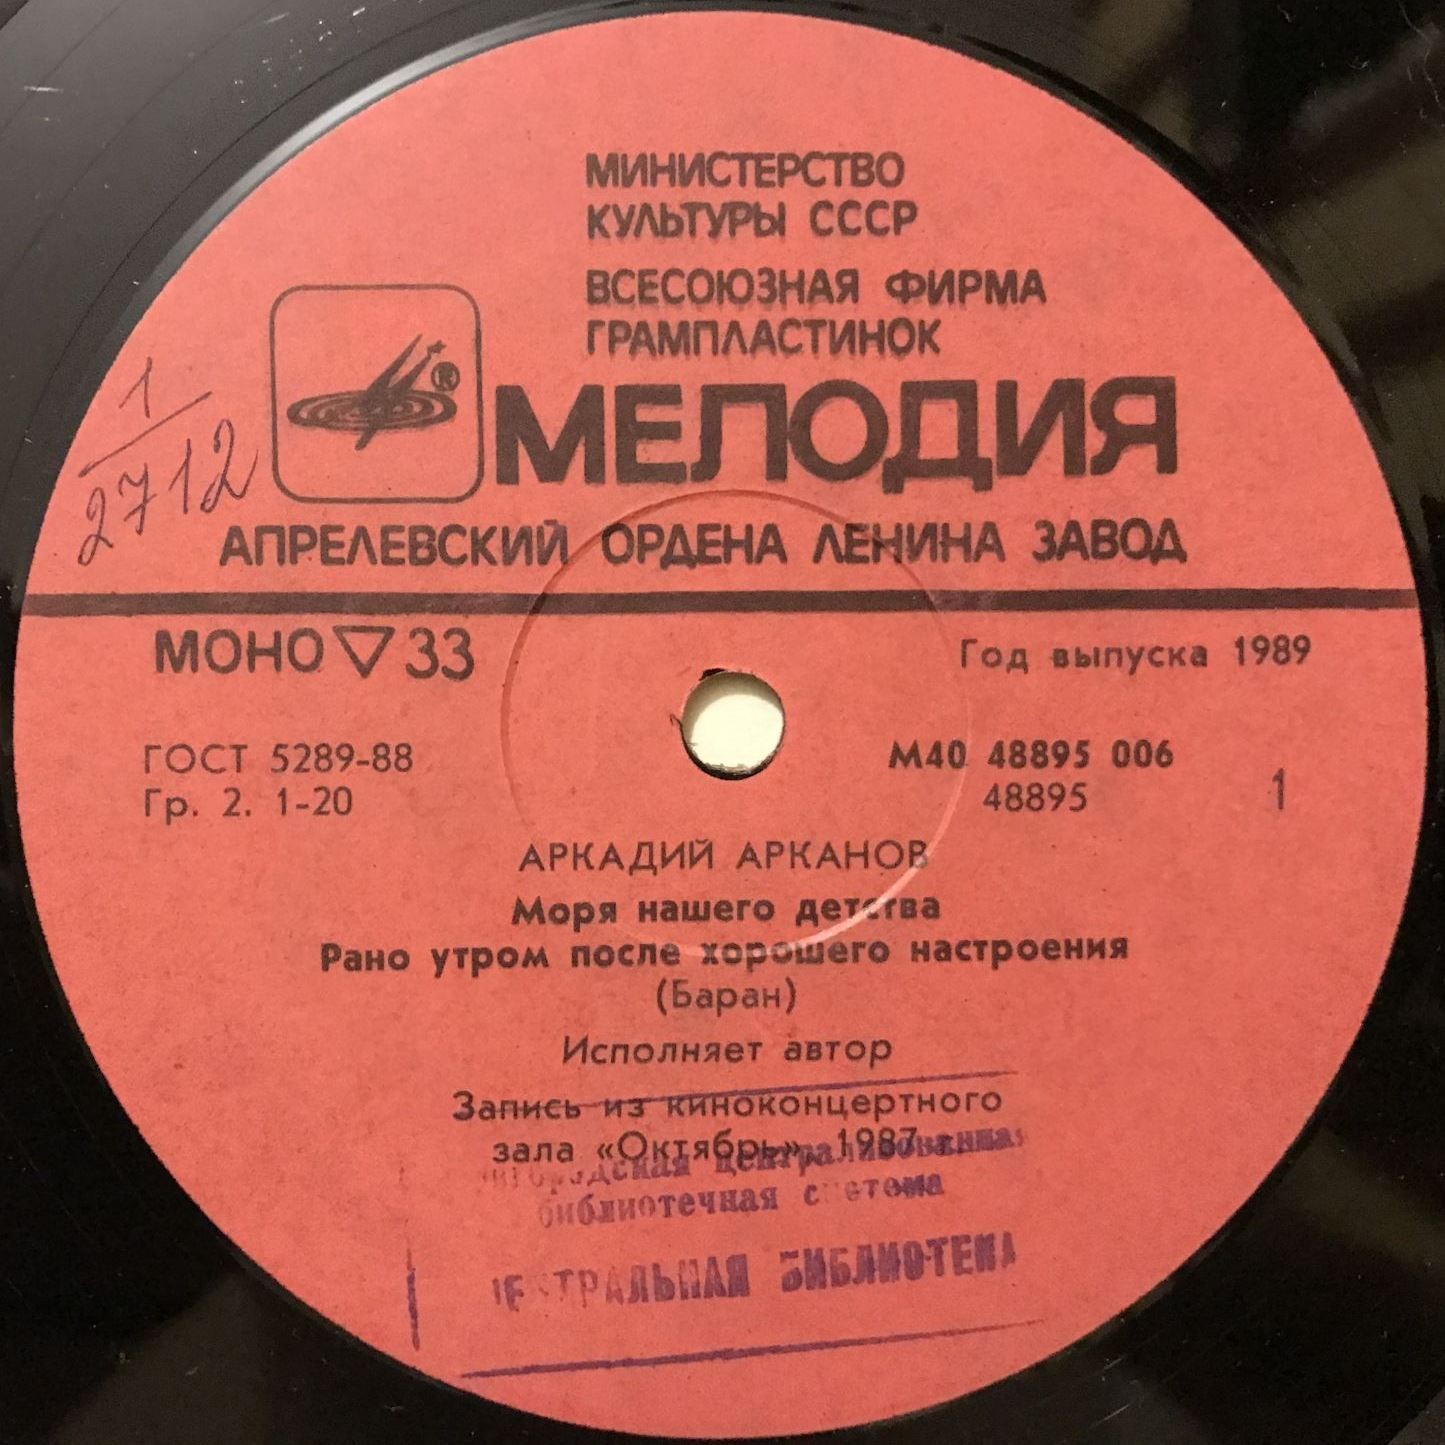 МИНИСТЕРСТВО
КУЛЬТУРЫ СССР
ВСЕСОЮЗНАЯ ФИРМА
ГРАМПЛАСТИНОК
®
МЕЛОДИЯ
1
2712
АПРЕЛЕВСКИЙ ОРДЕНА ЛЕНИНА ЗАВОД
МОНО ▽ 33
Год выпуска 1989
ГОСТ 5289-88
М40 48895 006
Гр. 2. 1-20
48895
1
АРКАДИЙ АРКАНОВ
Моря нашего детства
Рано утром после хорошего настроения
(Баран)
Исполняет автор
Запись из киноконцертного
зала «Октябрь», 1987 г.
централизованная
библиотечная система
ЦЕНТРАЛЬНАЯ БИБЛИОТЕКА